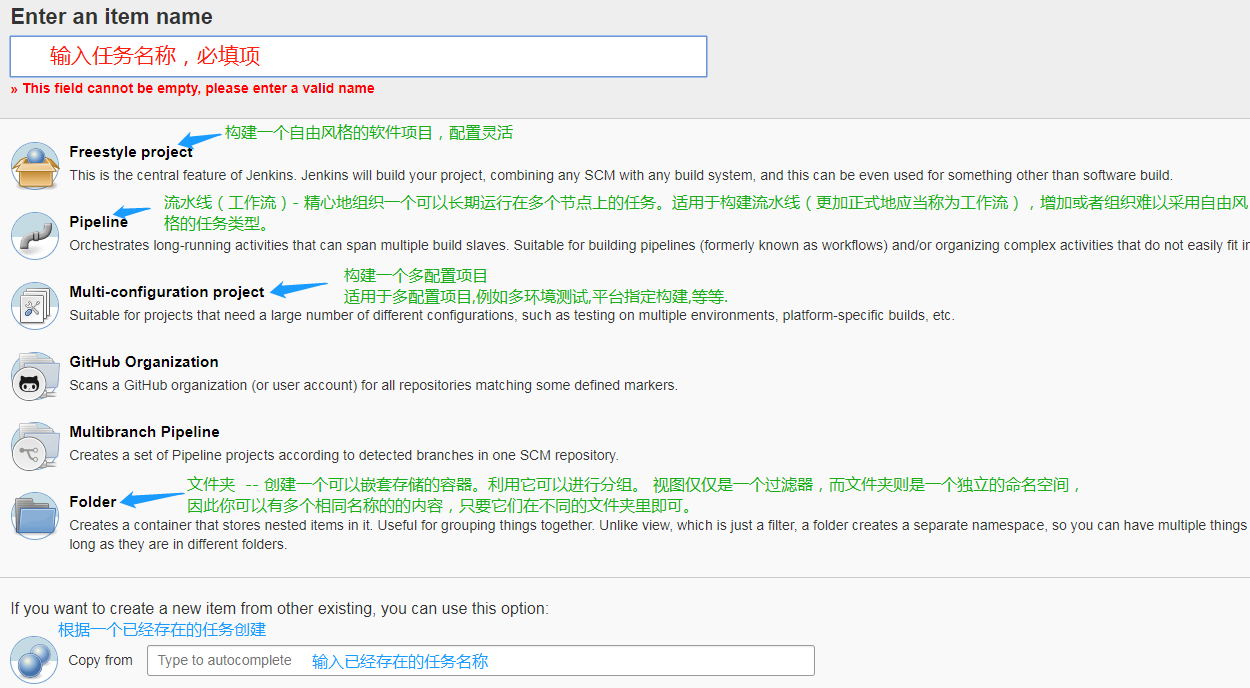 Enter an item name
输入任务名称，必填项
» This field cannot be empty, please enter a valid name
构建一个自由风格的软件项目，配置灵活
Freestyle project
This is the central feature of Jenkins. Jenkins will build your project, combining any SCM with any build system, and this can be even used for something other than software build.
流水线（工作流）- 精心地组织一个可以长期运行在多个节点上的任务。适用于构建流水线（更加正式地应当称为工作流），增加或者组织难以采用自由风
格的任务类型。
Pipeline
Orchestrates long-running activities that can span multiple build slaves. Suitable for building pipelines (formerly known as workflows) and/or organizing complex activities that do not easily fit in
构建一个多配置项目
适用于多配置项目,例如多环境测试,平台指定构建,等等.
Multi-configuration project
Suitable for projects that need a large number of different configurations, such as testing on multiple environments, platform-specific builds, etc.
GitHub Organization
Scans a GitHub organization (or user account) for all repositories matching some defined markers.
Multibranch Pipeline
Creates a set of Pipeline projects according to detected branches in one SCM repository.
文件夹 -- 创建一个可以嵌套存储的容器。利用它可以进行分组。 视图仅仅是一个过滤器，而文件夹则是一个独立的命名空间，
因此你可以有多个相同名称的的内容，只要它们在不同的文件夹里即可。
Folder
Creates a container that stores nested items in it. Useful for grouping things together. Unlike view, which is just a filter, a folder creates a separate namespace, so you can have multiple things
long as they are in different folders.
If you want to create a new item from other existing, you can use this option:
根据一个已经存在的任务创建
Copy from
Type to autocomplete 输入已经存在的任务名称